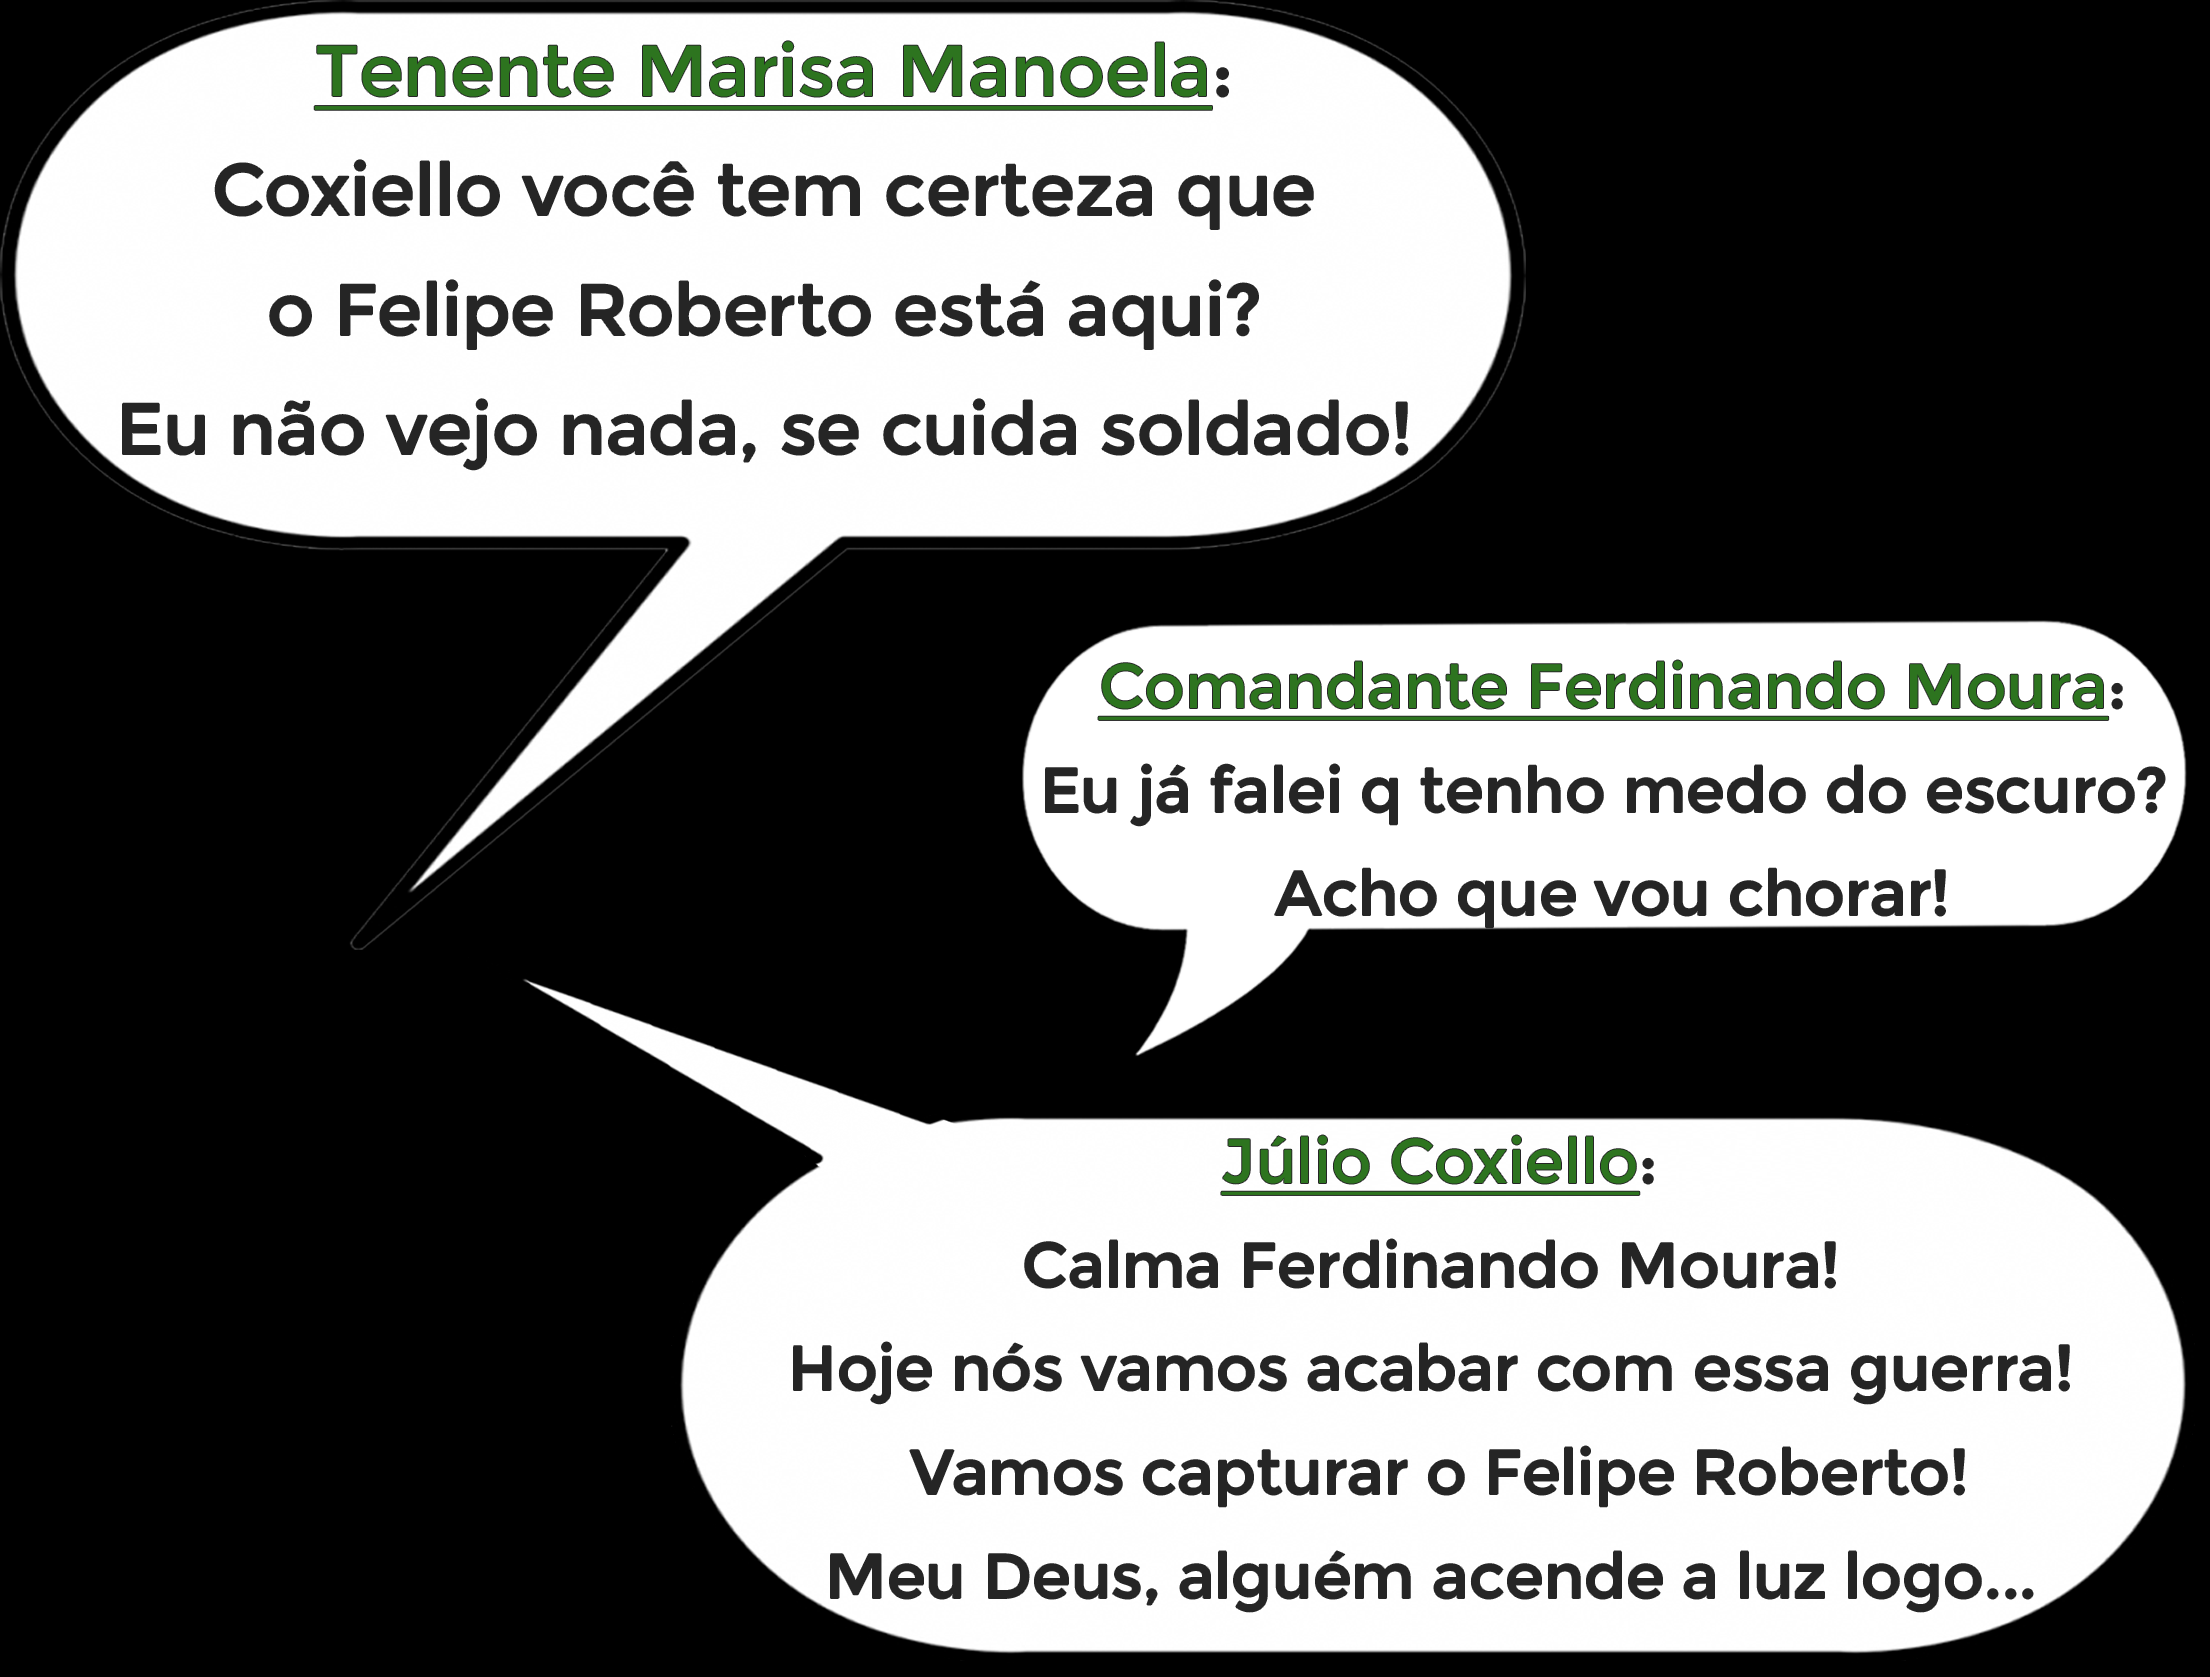 Tenente Marisa Manoela:
Coxiello você tem certeza que
o Felipe Roberto está aqui?
Eu não vejo nada, se cuida soldado!
Comandante Ferdinando Moura:
Eu já falei q tenho medo do escuro?
Acho que vou chorar!
Júlio Coxiello:
Calma Ferdinando Moura!
Hoje nós vamos acabar com essa guerra!
Vamos capturar o Felipe Roberto!
Meu Deus, alguém acende a luz logo...